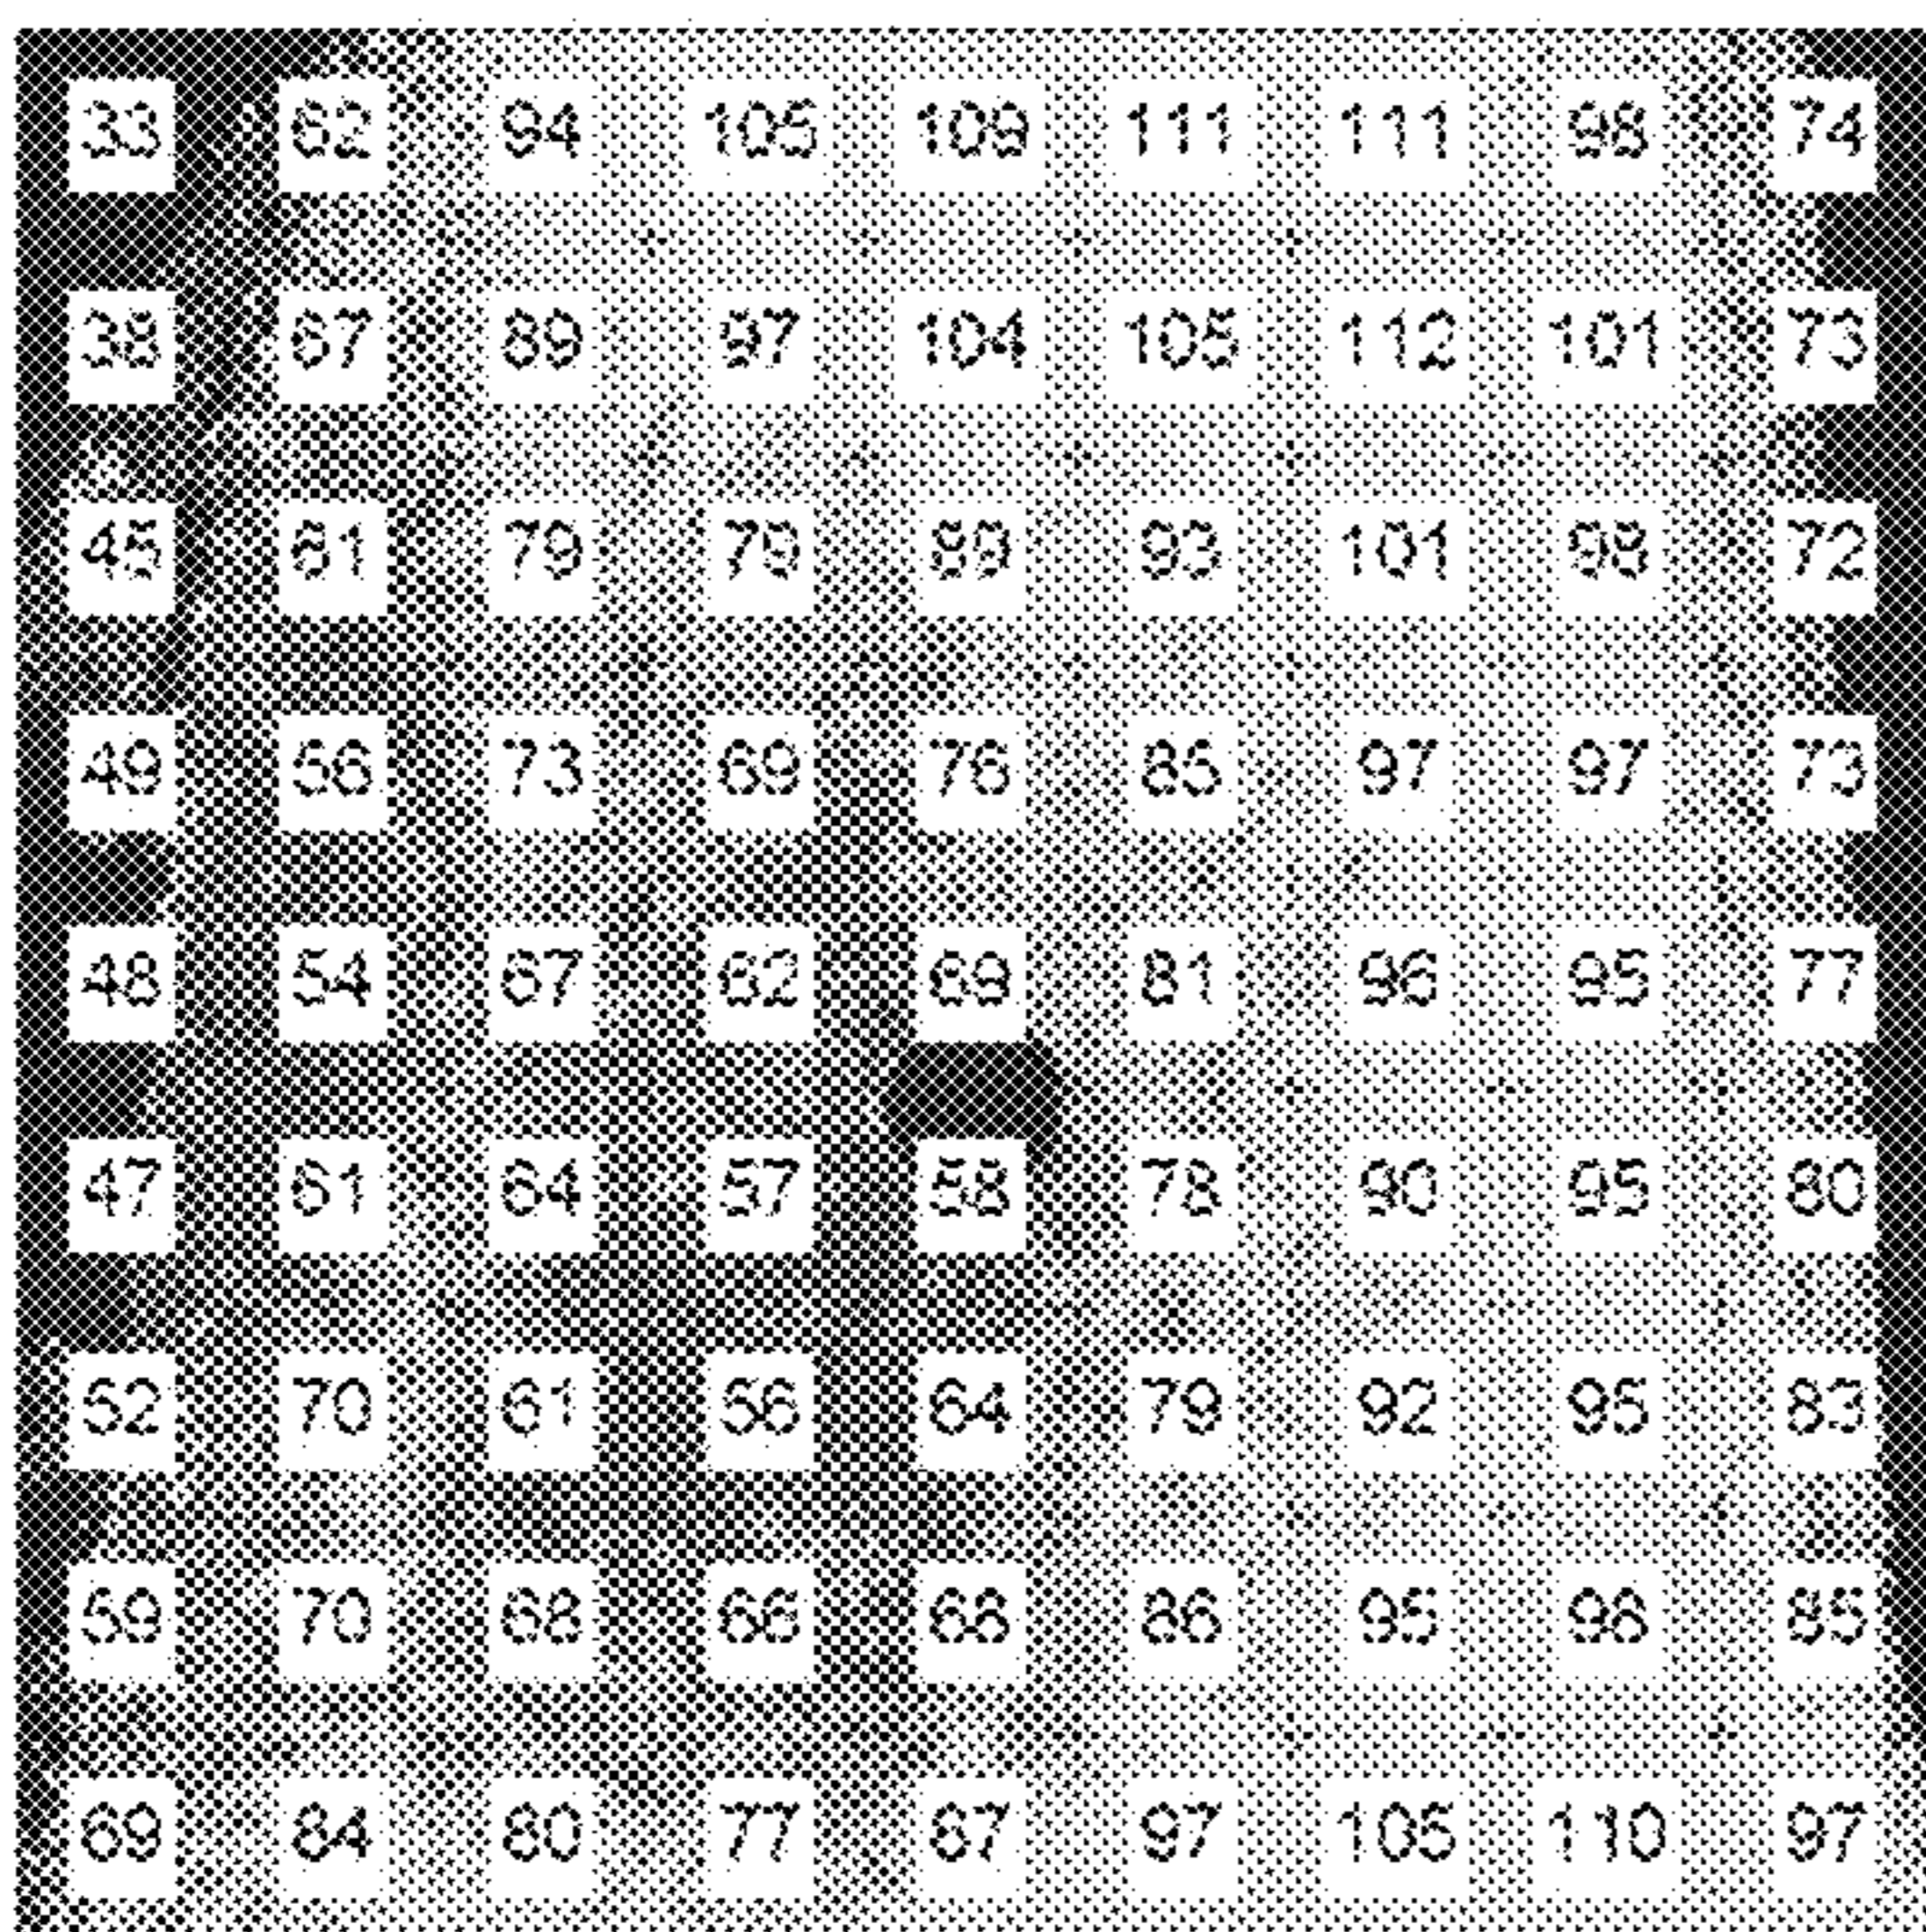 33 62 94 105 109 111 111 98 74
38 67 89 97 104 105 112 101 73
45 61 79 79 89 93 101 98 72
49 56 73 69 76 85 97 97 73
48 54 67 62 69 81 96 95 77
47 61 64 57 58 78 90 95 80
52 70 61 56 64 79 92 95 83
59 70 68 66 68 86 95 98 85
69 84 80 77 87 97 105 110 97